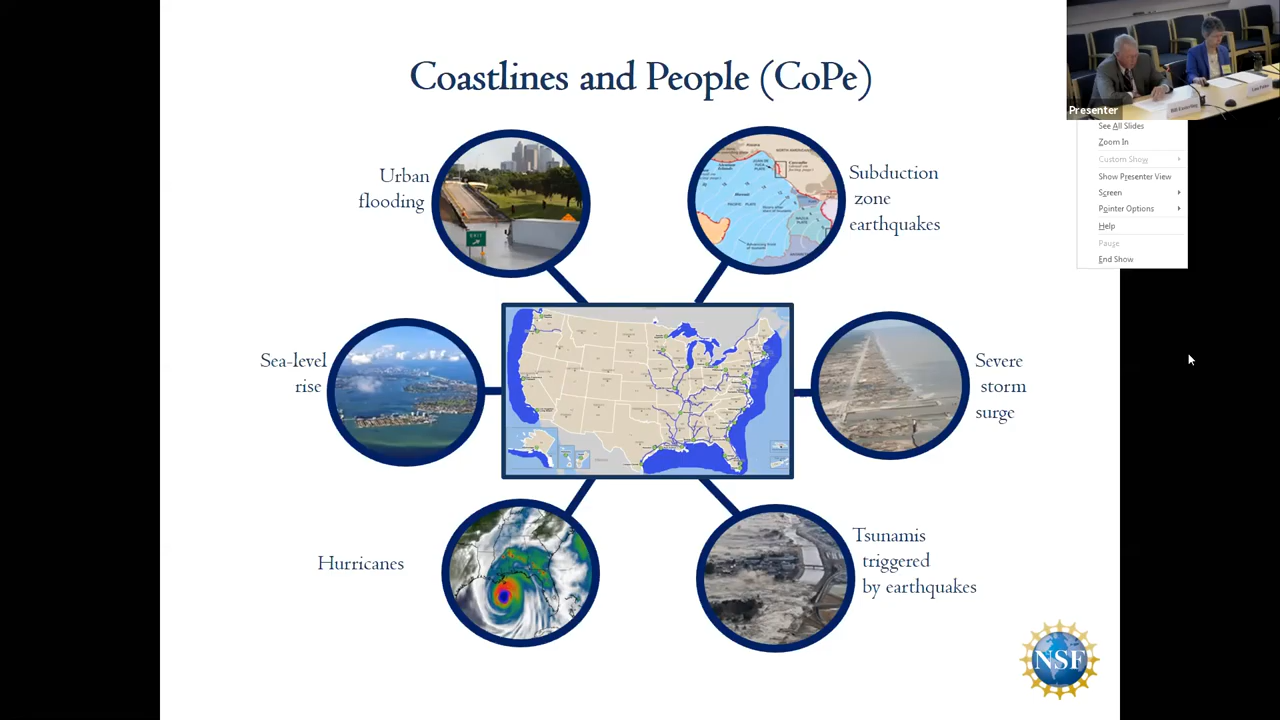 Coastlines and People (CoPe)
Presenter
See All Slides
Zoom In
Custom Show
Show Presenter View
Screen
Pointer Options
Help
Pause
End Show
Urban
flooding
EXIT
Subduction
zone
earthquakes
Sea-level
rise
Severe
storm
surge
Hurricanes
Tsunamis
triggered
by earthquakes
NSF